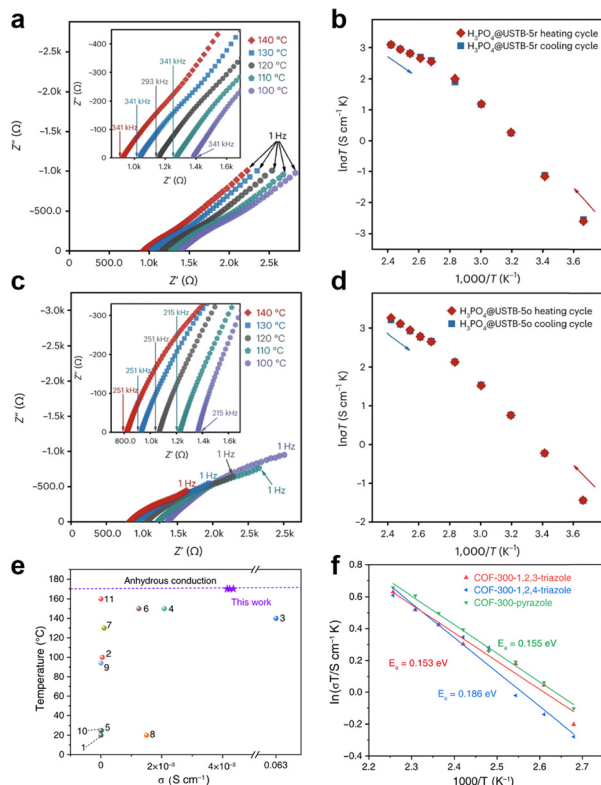 a
-2.5k
-2.0k
-1.5k
-1.0k
-500.0
0
Z″ (Ω)
0 500.0 1.0k 1.5k 2.0k 2.5k
Z′ (Ω)
-400
-300
-200
-100
0
Z″ (Ω)
1.0k 1.2k 1.4k 1.6k
Z′ (Ω)
140 °C
130 °C
120 °C
110 °C
100 °C
341 kHz
293 kHz
341 kHz
341 kHz
341 kHz
1 Hz
b
H₃PO₄@USTB-5r heating cycle
H₃PO₄@USTB-5r cooling cycle
4
3
2
1
0
-1
-2
-3
lnσT (S cm⁻¹ K)
2.4 2.6 2.8 3.0 3.2 3.4 3.6
1,000/T (K⁻¹)
c
-3.0k
-2.5k
-2.0k
-1.5k
-1.0k
-500.0
0
Z″ (Ω)
0 500.0 1.0k 1.5k 2.0k 2.5k 3.0k
Z′ (Ω)
-300
-200
-100
0
Z″ (Ω)
800.0 1.0k 1.2k 1.4k 1.6k
Z′ (Ω)
140 °C
130 °C
120 °C
110 °C
100 °C
215 kHz
251 kHz
251 kHz
251 kHz
215 kHz
1 Hz
1 Hz
1 Hz
1 Hz
1 Hz
d
H₃PO₄@USTB-5o heating cycle
H₃PO₄@USTB-5o cooling cycle
3
2
1
0
-1
-2
lnσT (S cm⁻¹ K)
2.4 2.6 2.8 3.0 3.2 3.4 3.6
1,000/T (K⁻¹)
e
180
160
140
120
100
80
60
40
20
0
Temperature (°C)
Anhydrous conduction
This work
11
6
4
3
7
2
9
10
5
1
8
0 2×10⁻³ 4×10⁻³ 0.063
σ (S cm⁻¹)
f
COF-300-1,2,3-triazole
COF-300-1,2,4-triazole
COF-300-pyrazole
Eₐ = 0.155 eV
Eₐ = 0.153 eV
Eₐ = 0.186 eV
1.0
0.8
0.6
0.4
0.2
0.0
-0.2
-0.4
ln(σT/S cm⁻¹ K)
2.2 2.3 2.4 2.5 2.6 2.7
1000/T (K⁻¹)